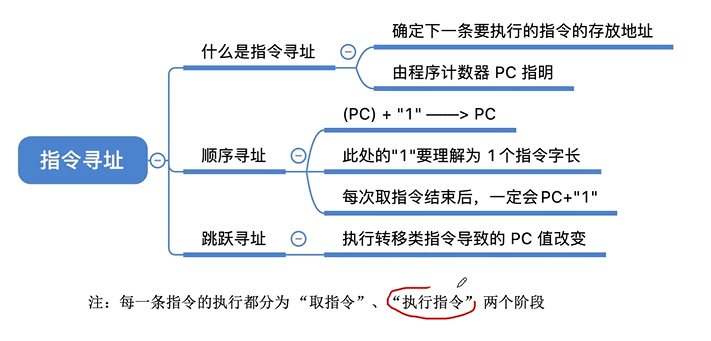 指令寻址
什么是指令寻址
确定下一条要执行的指令的存放地址
由程序计数器 PC 指明
顺序寻址
(PC) + "1" ——> PC
此处的"1"要理解为 1个指令字长
每次取指令结束后，一定会PC+"1"
跳跃寻址
执行转移类指令导致的 PC 值改变
注：每一条指令的执行都分为 “取指令”、“执行指令” 两个阶段